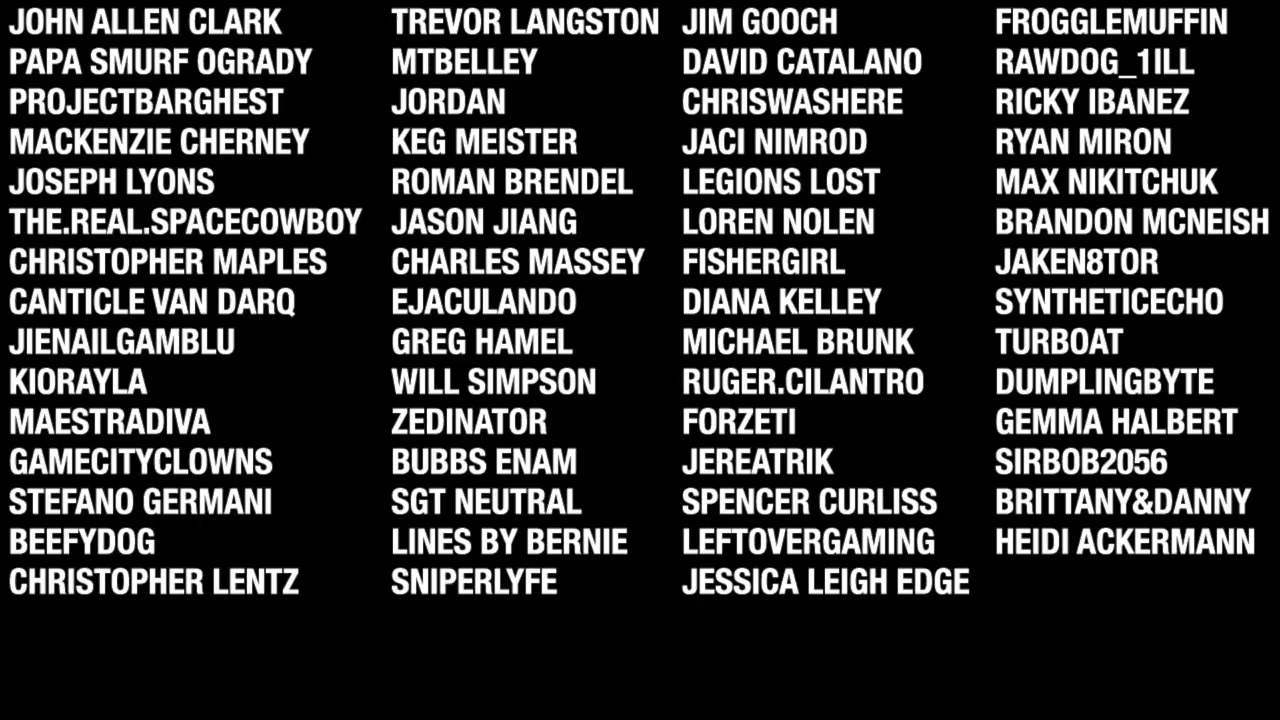 JOHN ALLEN CLARK
PAPA SMURF OGRADY
PROJECTBARGHEST
MACKENZIE CHERNEY
JOSEPH LYONS
THE.REAL.SPACECOWBOY
CHRISTOPHER MAPLES
CANTICLE VAN DARQ
JIENAILGAMBLU
KIORAYLA
MAESTRADIVA
GAMECITYCLOWNS
STEFANO GERMANI
BEEFYDOG
CHRISTOPHER LENTZ
TREVOR LANGSTON
MTBELLEY
JORDAN
KEG MEISTER
ROMAN BRENDEL
JASON JIANG
CHARLES MASSEY
EJACULANDO
GREG HAMEL
WILL SIMPSON
ZEDINATOR
BUBBS ENAM
SGT NEUTRAL
LINES BY BERNIE
SNIPERLYFE
JIM GOOCH
DAVID CATALANO
CHRISWASHERE
JACI NIMROD
LEGIONS LOST
LOREN NOLEN
FISHERGIRL
DIANA KELLEY
MICHAEL BRUNK
RUGER.CILANTRO
FORZETI
JEREATRIK
SPENCER CURLISS
LEFTOVERGAMING
JESSICA LEIGH EDGE
FROGGLEMUFFIN
RAWDOG_1ILL
RICKY IBANEZ
RYAN MIRON
MAX NIKITCHUK
BRANDON MCNEISH
JAKEN8TOR
SYNTHETICECHO
TURBOAT
DUMPLINGBYTE
GEMMA HALBERT
SIRBOB2056
BRITTANY&DANNY
HEIDI ACKERMANN